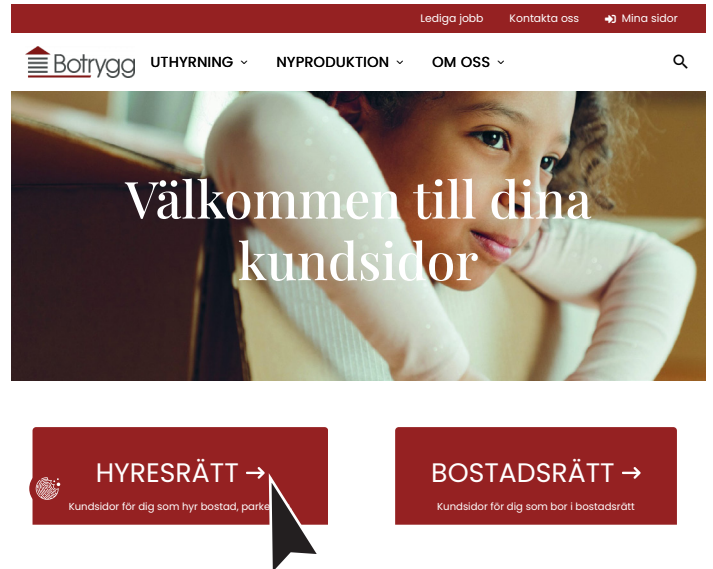 Lediga jobb Kontakta oss Mina sidor
Botrygg UTHYRNING NYPRODUKTION OM OSS
Välkommen till dina
kundsidor
HYRESRÄTT →
Kundsidor för dig som hyr bostad,
BOSTADSRÄTT →
Kundsidor för dig som bor i bostadsrätt